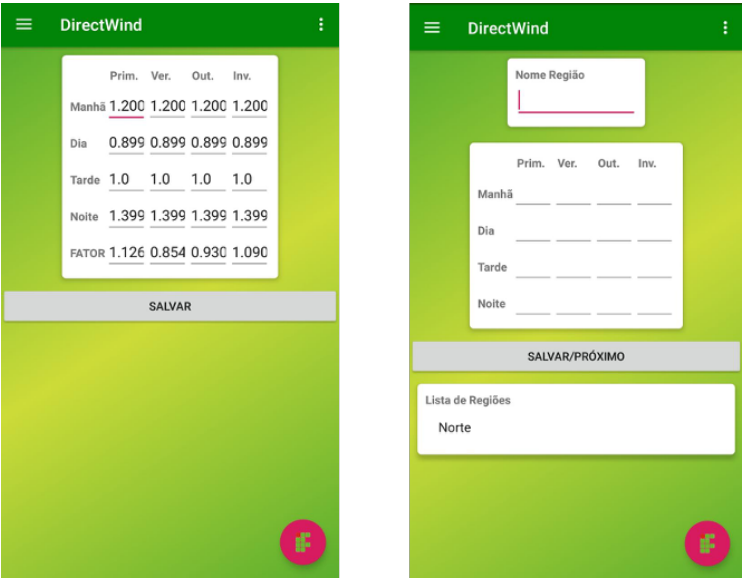 DirectWind
Prim. Ver. Out. Inv.
Manhã 1.200 1.200 1.200 1.200
Dia 0.899 0.899 0.899 0.899
Tarde 1.0 1.0 1.0 1.0
Noite 1.399 1.399 1.399 1.399
FATOR 1.126 0.854 0.930 1.090
SALVAR
DirectWind
Nome Região
Prim. Ver. Out. Inv.
Manhã
Dia
Tarde
Noite
SALVAR/PRÓXIMO
Lista de Regiões
Norte